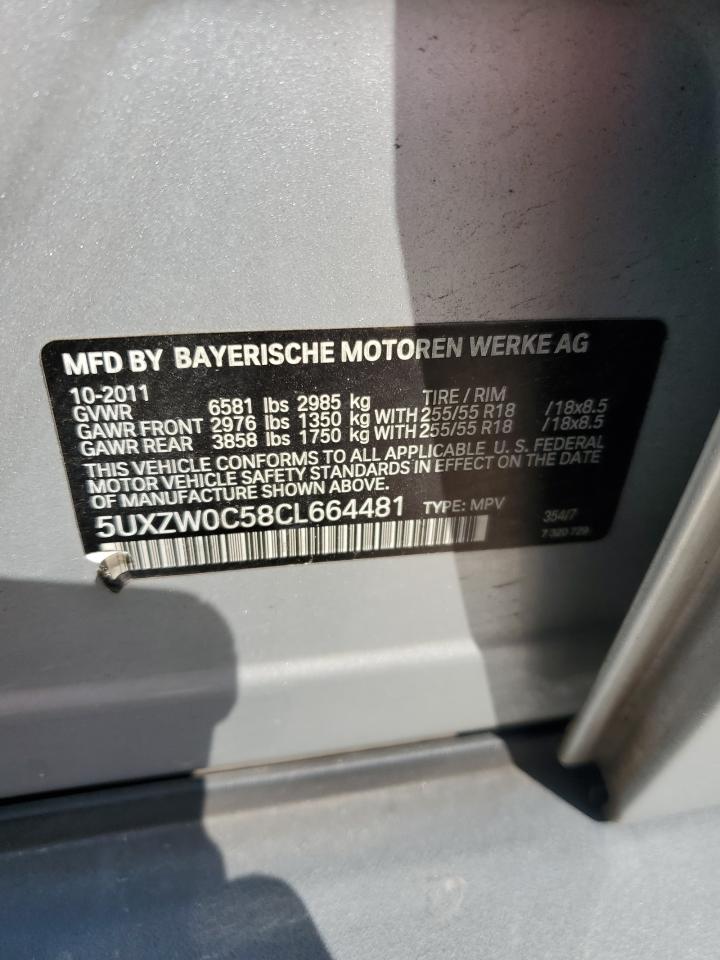 MFD BY BAYERISCHE MOTOREN WERKE AG
10-2011 TIRE / RIM
GVWR 6581 lbs 2985 kg
GAWR FRONT 2976 lbs 1350 kg WITH 255/55 R18 /18x8.5
GAWR REAR 3858 lbs 1750 kg WITH 255/55 R18 /18x8.5
THIS VEHICLE CONFORMS TO ALL APPLICABLE U.S. FEDERAL
MOTOR VEHICLE SAFETY STANDARDS IN EFFECT ON THE DATE
OF MANUFACTURE SHOWN ABOVE.
5UXZW0C58CL664481 TYPE: MPV 354/7
7 320 729